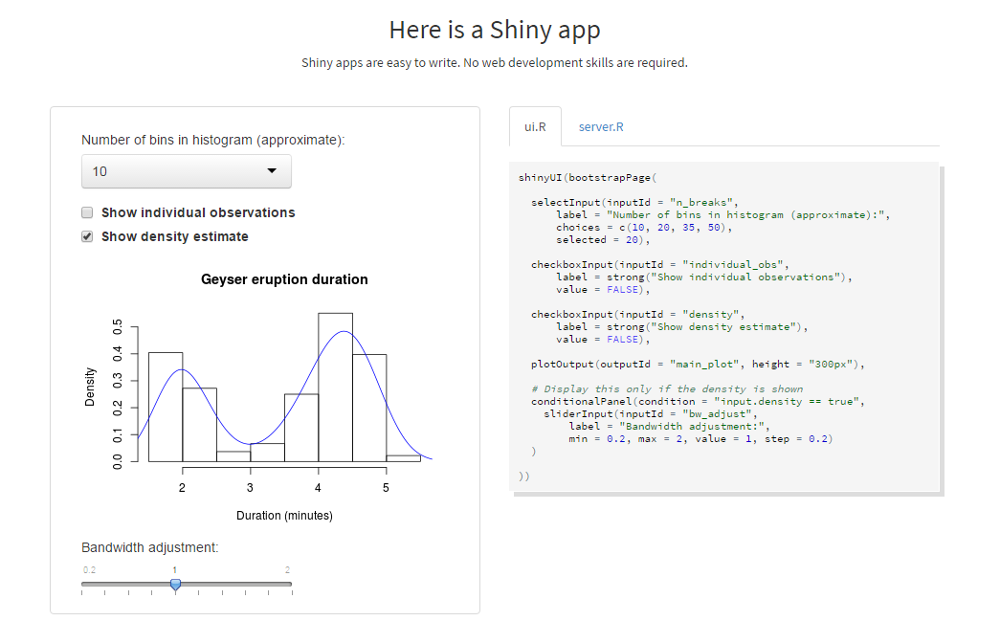 Here is a Shiny app
Shiny apps are easy to write. No web development skills are required.
Number of bins in histogram (approximate):
10
Show individual observations
Show density estimate
Geyser eruption duration
Density
0.0 0.1 0.2 0.3 0.4 0.5
2 3 4 5
Duration (minutes)
Bandwidth adjustment:
0.2 1 2
ui.R server.R
shinyUI(bootstrapPage(
selectInput(inputId = "n_breaks",
label = "Number of bins in histogram (approximate):",
choices = c(10, 20, 35, 50),
selected = 20),
checkboxInput(inputId = "individual_obs",
label = strong("Show individual observations"),
value = FALSE),
checkboxInput(inputId = "density",
label = strong("Show density estimate"),
value = FALSE),
plotOutput(outputId = "main_plot", height = "300px"),
# Display this only if the density is shown
conditionalPanel(condition = "input.density == true",
sliderInput(inputId = "bw_adjust",
label = "Bandwidth adjustment:",
min = 0.2, max = 2, value = 1, step = 0.2)
)
))